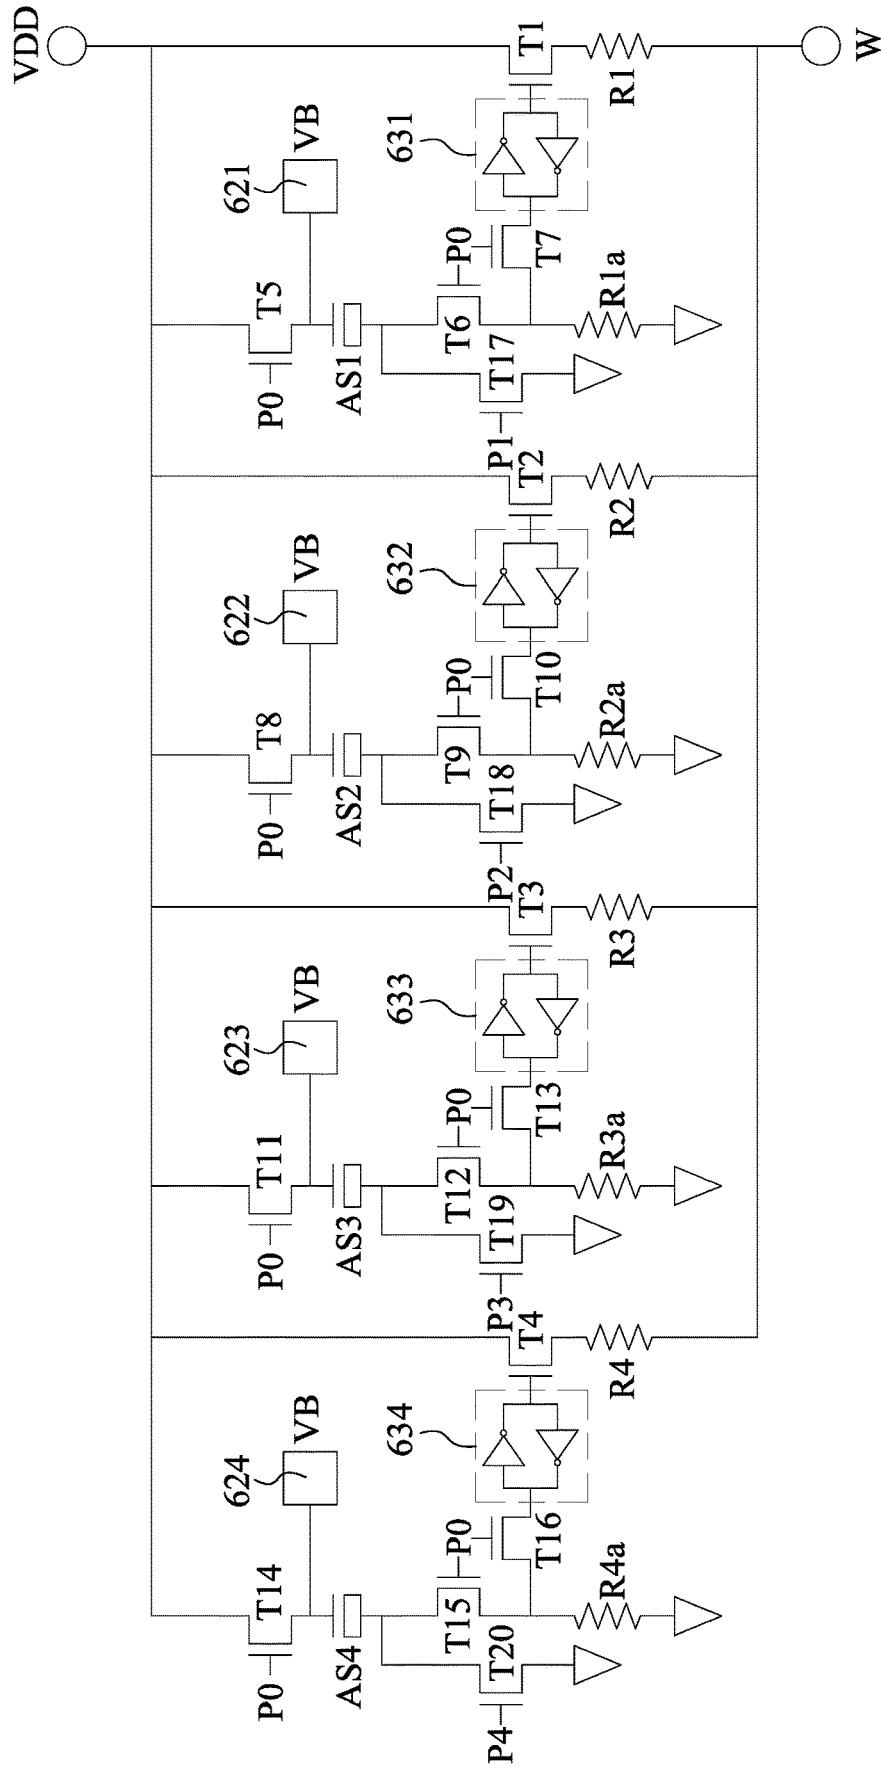 VDD
W
T1
R1
631
VB
621
P0
T7
T5
P0
T6
R1a
AS1
T17
P0
P1
T2
R2
632
VB
622
P0
T10
T8
P0
T9
R2a
AS2
T18
P0
P2
T3
R3
633
VB
623
P0
T13
T11
P0
T12
R3a
AS3
T19
P0
P3
T4
R4
634
VB
624
P0
T16
T14
T15
R4a
AS4
T20
P0
P4